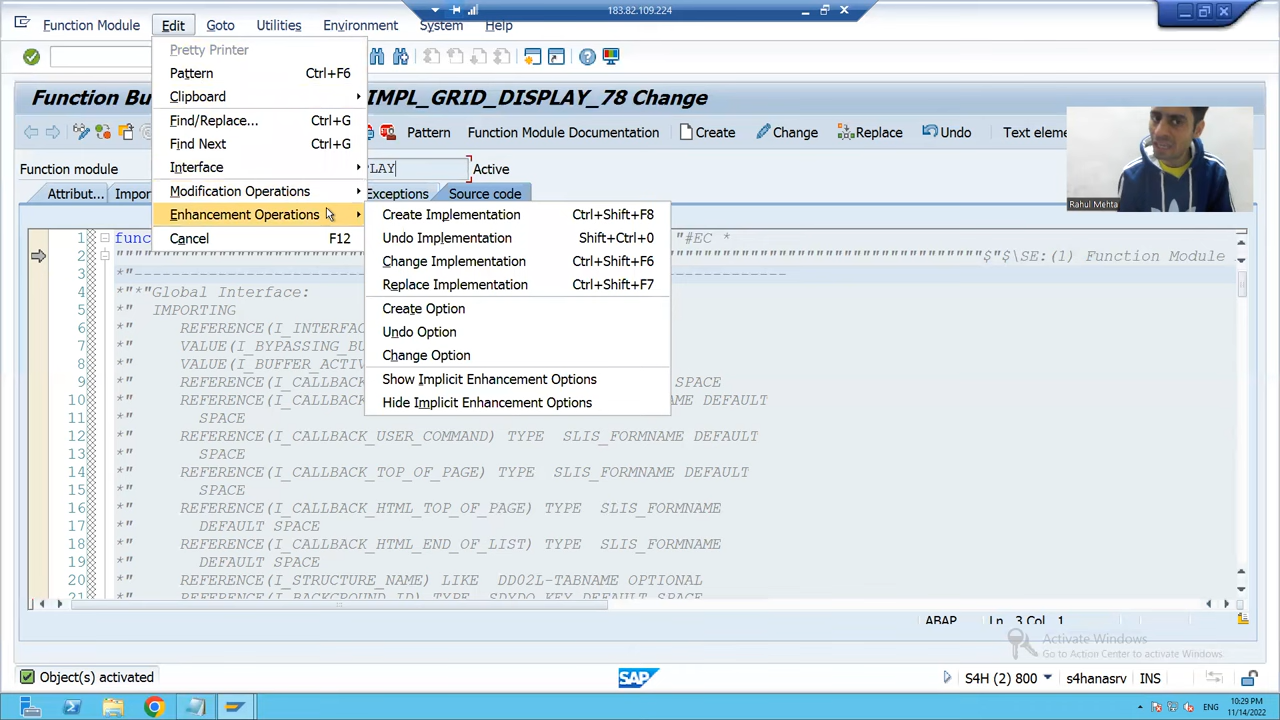 183.82.109.224
Function Module Edit Goto Utilities Environment System Help
Pretty Printer
Pattern Ctrl+F6
Clipboard
Find/Replace... Ctrl+G
Find Next Ctrl+G
Interface
Modification Operations
Enhancement Operations
Cancel F12
Create Implementation Ctrl+Shift+F8
Undo Implementation Shift+Ctrl+0
Change Implementation Ctrl+Shift+F6
Replace Implementation Ctrl+Shift+F7
Create Option
Undo Option
Change Option
Show Implicit Enhancement Options
Hide Implicit Enhancement Options
Function Bu IMPL_GRID_DISPLAY_78 Change
Pattern Function Module Documentation Create Change Replace Undo Text eleme
Rahul Mehta
Function module PLAY Active
Attribut... Impor Exceptions Source code
1 func "#EC *
2 """"""""""""""""""""""""""""""""""""""""""""""""$"$\SE:(1) Function Module
3 *"----------------------------------------------------------------------
4 *"*"Global Interface:
5 *" IMPORTING
6 *" REFERENCE(I_INTERFAC
7 *" VALUE(I_BYPASSING_BU
8 *" VALUE(I_BUFFER_ACTIV
9 *" REFERENCE(I_CALLBACK SPACE
10 *" REFERENCE(I_CALLBACK NAME DEFAULT
11 *" SPACE
12 *" REFERENCE(I_CALLBACK_USER_COMMAND) TYPE SLIS_FORMNAME DEFAULT
13 *" SPACE
14 *" REFERENCE(I_CALLBACK_TOP_OF_PAGE) TYPE SLIS_FORMNAME DEFAULT
15 *" SPACE
16 *" REFERENCE(I_CALLBACK_HTML_TOP_OF_PAGE) TYPE SLIS_FORMNAME
17 *" DEFAULT SPACE
18 *" REFERENCE(I_CALLBACK_HTML_END_OF_LIST) TYPE SLIS_FORMNAME
19 *" DEFAULT SPACE
20 *" REFERENCE(I_STRUCTURE_NAME) LIKE DD02L-TABNAME OPTIONAL
ABAP Ln 3 Col 1
Activate Windows
Go to Action Center to activate Windows.
Object(s) activated
SAP
S4H (2) 800 s4hanasrv INS
ENG
10:29 PM
11/14/2022